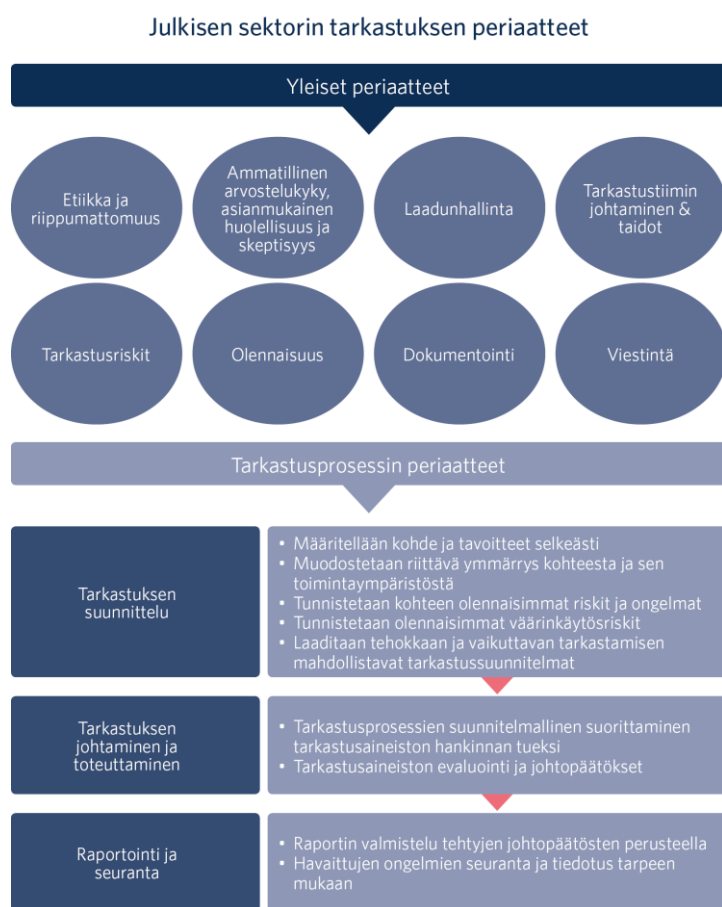 Julkisen sektorin tarkastuksen periaatteet
Yleiset periaatteet
Etiikka ja
riippumattomuus
Ammatillinen
arvostelukyky,
asianmukainen
huolellisuus ja
skeptisyys
Laadunhallinta
Tarkastustiimin
johtaminen &
taidot
Tarkastusriskit
Olennaisuus
Dokumentointi
Viestintä
Tarkastusprosessin periaatteet
Tarkastuksen
suunnittelu
• Määritellään kohde ja tavoitteet selkeästi
• Muodostetaan riittävä ymmärrys kohteesta ja sen
toimintaympäristöstä
• Tunnistetaan kohteen olennaisimmat riskit ja ongelmat
• Tunnistetaan olennaisimmat väärinkäytösriskit
• Laaditaan tehokkaan ja vaikuttavan tarkastamisen
mahdollistavat tarkastussuunnitelmat
Tarkastuksen
johtaminen ja
toteuttaminen
• Tarkastusprosessien suunnitelmallinen suorittaminen
tarkastusaineiston hankinnan tueksi
• Tarkastusaineiston evaluointi ja johtopäätökset
Raportointi ja
seuranta
• Raportin valmistelu tehtyjen johtopäätösten perusteella
• Havaittujen ongelmien seuranta ja tiedotus tarpeen
mukaan